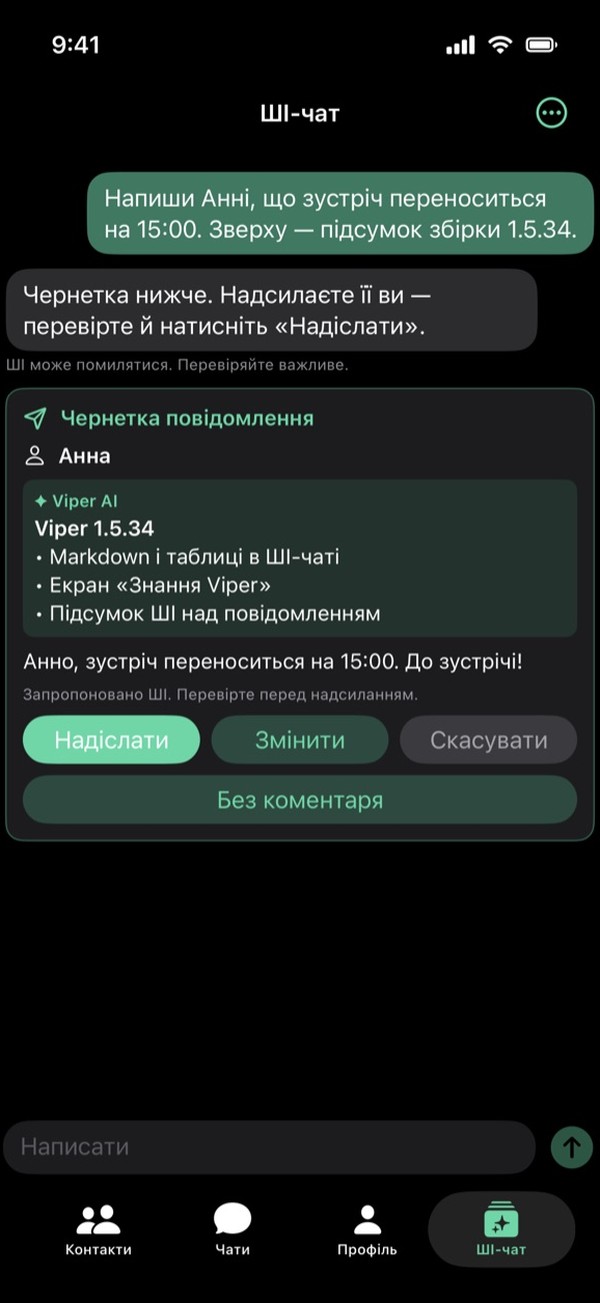 9:41
ШІ-чат
Напиши Анні, що зустріч переноситься
на 15:00. Зверху — підсумок збірки 1.5.34.
Чернетка нижче. Надсилаєте її ви —
перевірте й натисніть «Надіслати».
ШІ може помилятися. Перевіряйте важливе.
Чернетка повідомлення
Анна
Viper AI
Viper 1.5.34
• Markdown і таблиці в ШІ-чаті
• Екран «Знання Viper»
• Підсумок ШІ над повідомленням
Анно, зустріч переноситься на 15:00. До зустрічі!
Запропоновано ШІ. Перевірте перед надсиланням.
Надіслати Змінити Скасувати
Без коментаря
Написати
Контакти Чати Профіль ШІ-чат